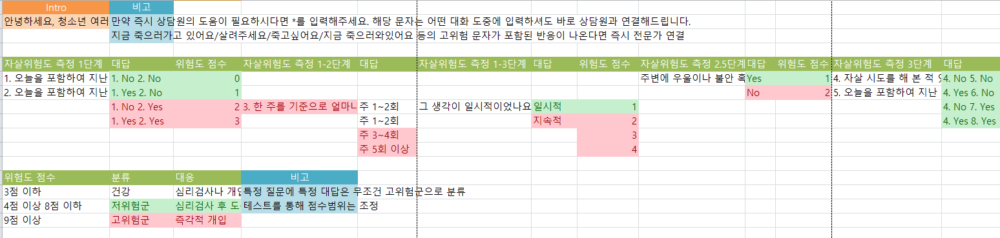 Intro 비고
안녕하세요, 청소년 여러 만약 즉시 상담원의 도움이 필요하시다면 *를 입력해주세요. 해당 문자는 어떤 대화 도중에 입력하셔도 바로 상담원과 연결해드립니다.
지금 죽으러가고 있어요/살려주세요/죽고싶어요/지금 죽으러와있어요 등의 고위험 문자가 포함된 반응이 나온다면 즉시 전문가 연결
자살위험도 측정 1단계 대답 위험도 점수 자살위험도 측정 1-2단계 대답 자살위험도 측정 1-3단계 대답 위험도 점수 자살위험도 측정 2.5단계 대답 위험도 점수 자살위험도 측정 3단계 대답
1. 오늘을 포함하여 지난 1. No 2. No 0 주변에 우울이나 불안 혹 Yes 1 4. 자살 시도를 해 본 적 있 4. No 5. No
2. 오늘을 포함하여 지난 1. Yes 2. No 1 No 2 5. 오늘을 포함하여 지난 4. Yes 6. No
1. No 2. Yes 2 3. 한 주를 기준으로 얼마나 주 1~2회 그 생각이 일시적이었나요 일시적 1 4. No 7. Yes
1. Yes 2. Yes 3 주 1~2회 지속적 2 4. Yes 8. Yes
주 3~4회 3
주 5회 이상 4
위험도 점수 분류 대응 비고
3점 이하 건강 심리검사나 개입 특정 질문에 특정 대답은 무조건 고위험군으로 분류
4점 이상 8점 이하 저위험군 심리검사 후 도 테스트를 통해 점수범위는 조정
9점 이상 고위험군 즉각적 개입